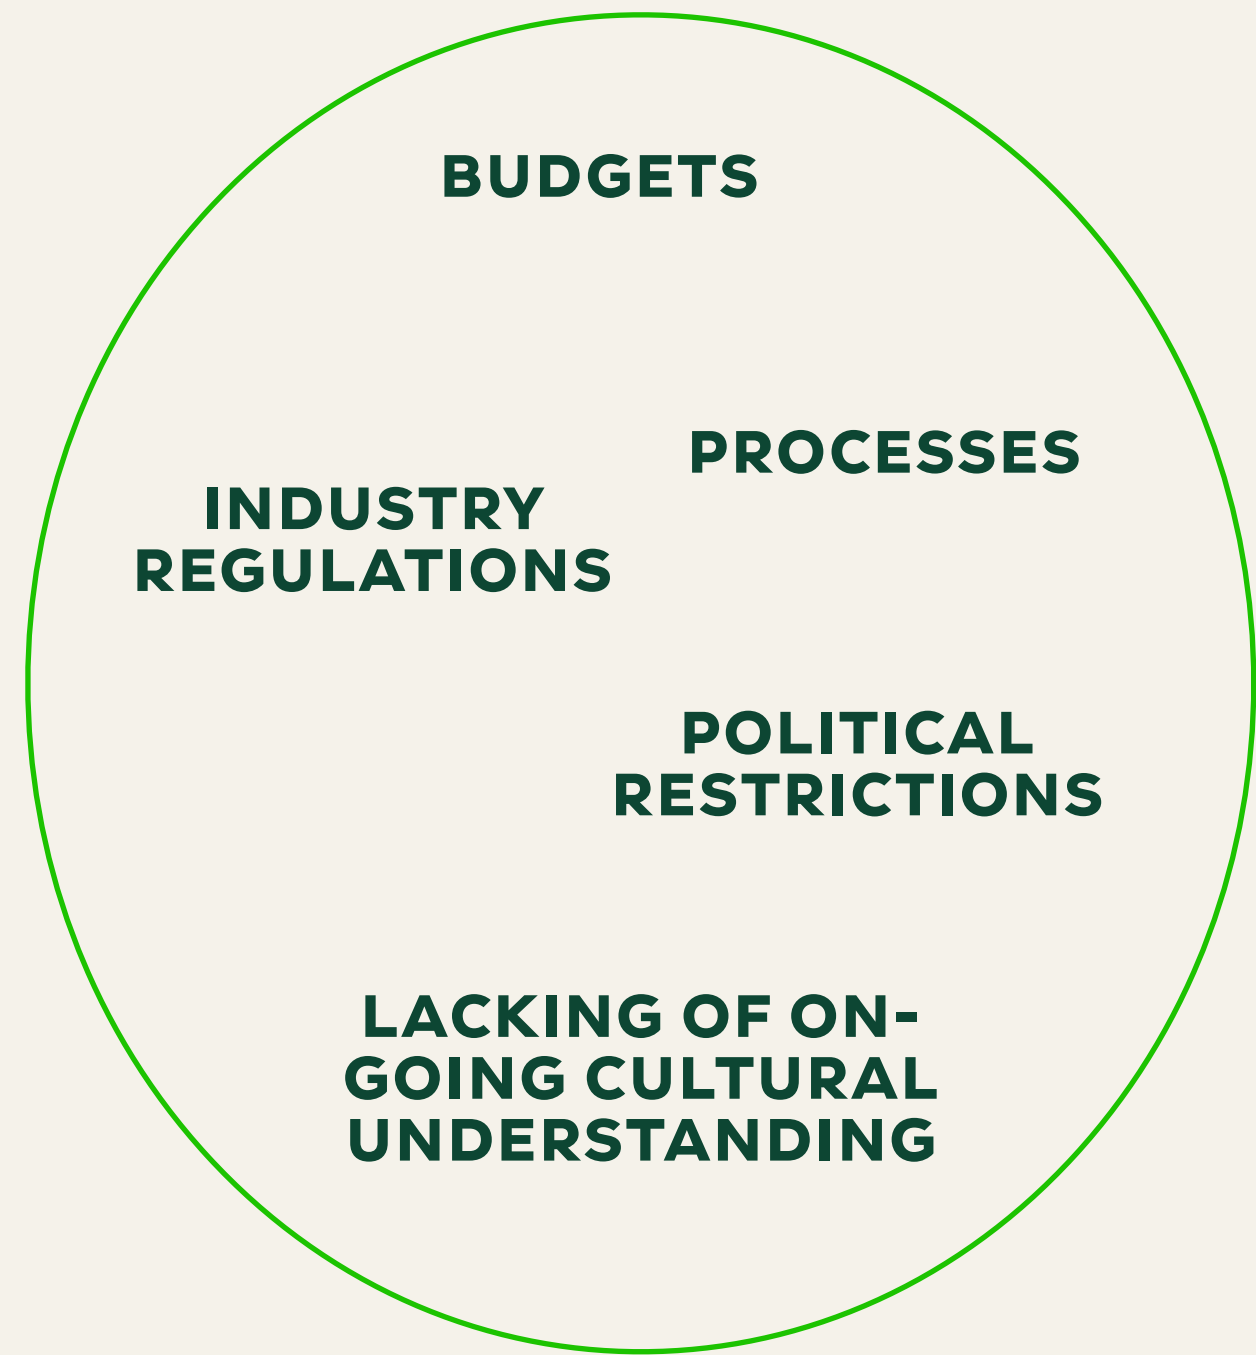 BUDGETS
PROCESSES
INDUSTRY
REGULATIONS
POLITICAL
RESTRICTIONS
LACKING OF ON-
GOING CULTURAL
UNDERSTANDING